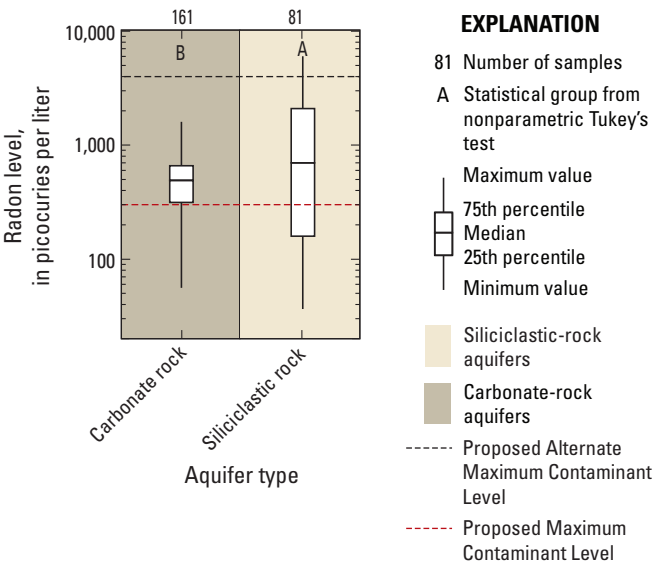 161
81
10,000
1,000
100
B
A
Radon level,
in picocuries per liter
Carbonate rock
Siliciclastic rock
Aquifer type
EXPLANATION
81 Number of samples
A Statistical group from
nonparametric Tukey's
test
Maximum value
75th percentile
Median
25th percentile
Minimum value
Siliciclastic-rock
aquifers
Carbonate-rock
aquifers
Proposed Alternate
Maximum Contaminant
Level
Proposed Maximum
Contaminant Level